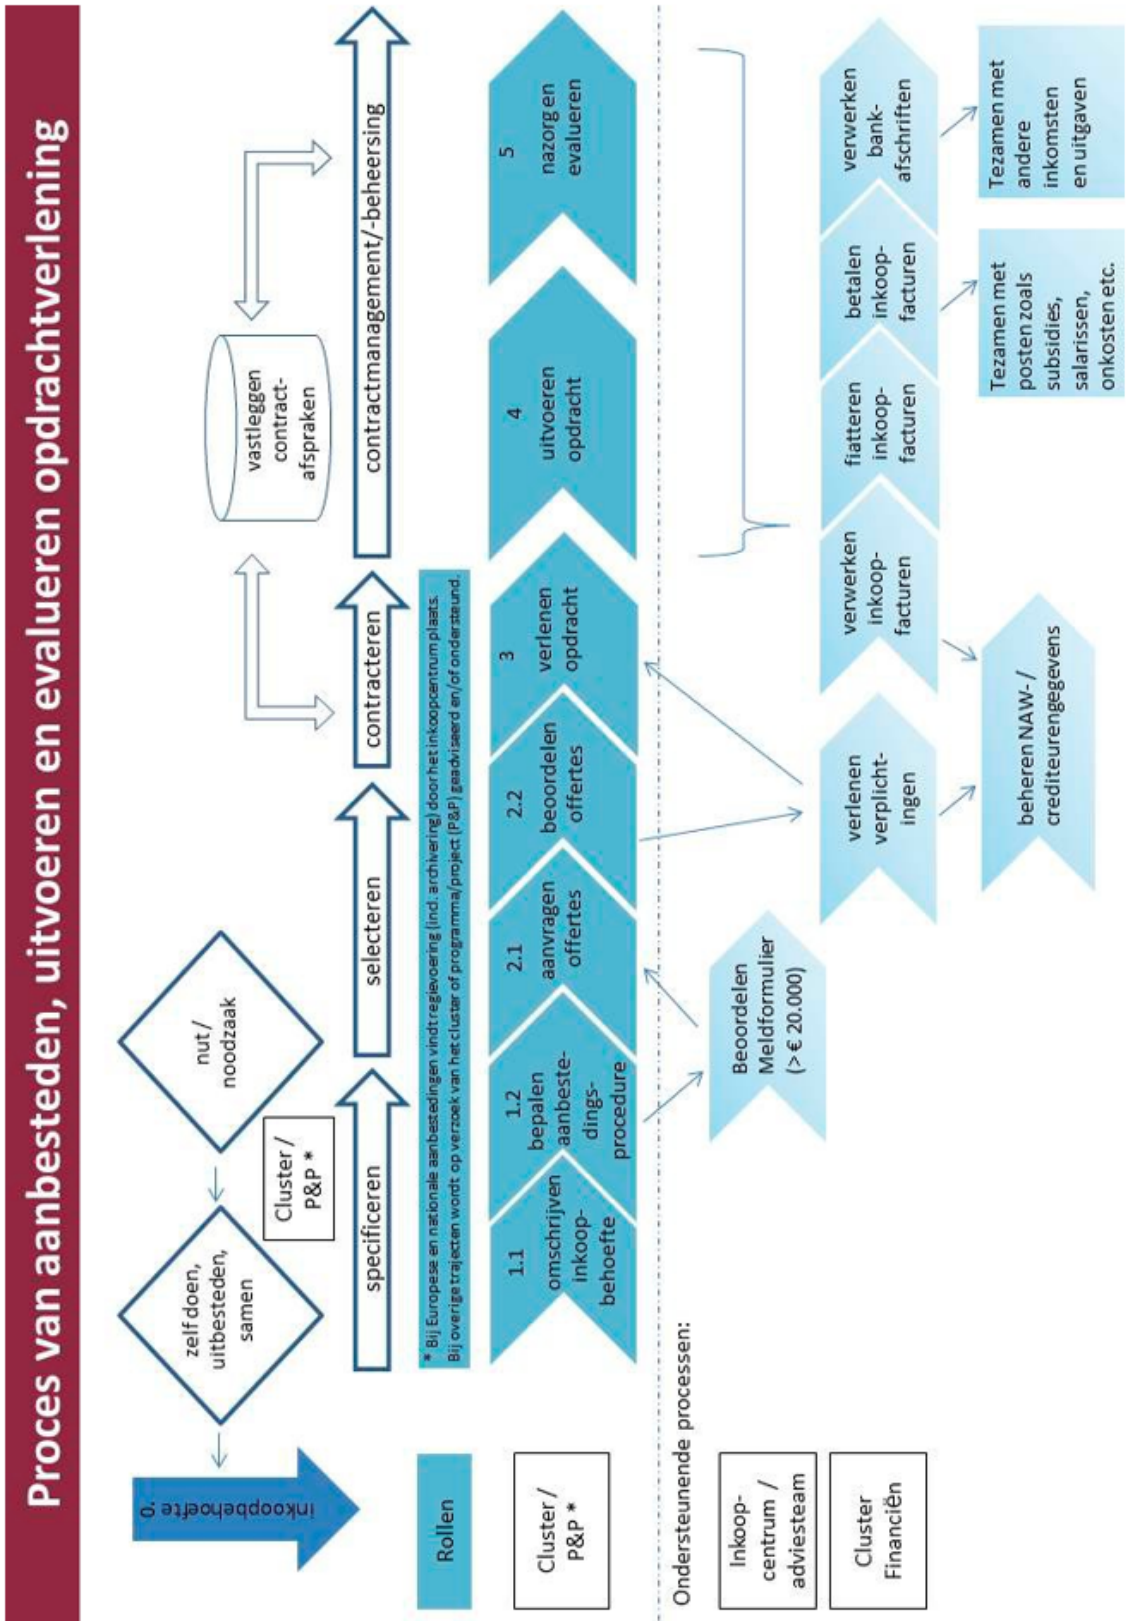 Proces van aanbesteden, uitvoeren en evalueren opdrachtverlening
0. inkoopbehoefte
zelf doen,
uitbesteden,
samen
nut /
noodzaak
Cluster /
P&P *
vastleggen
contract-
afspraken
specificeren
selecteren
contracteren
contractmanagement/-beheersing
Rollen
* Bij Europese en nationale aanbestedingen vindt regievoering (incl. archivering) door het inkoopcentrum plaats.
Bij overige trajecten wordt op verzoek van het cluster of programma/project (P&P) geadviseerd en/of ondersteund.
Cluster /
P&P *
1.1
omschrijven
inkoop-
behoefte
1.2
bepalen
aanbeste-
dings-
procedure
2.1
aanvragen
offertes
2.2
beoordelen
offertes
3
verlenen
opdracht
4
uitvoeren
opdracht
5
nazorg en
evalueren
Ondersteunende processen:
Inkoop-
centrum /
adviesteam
Beoordelen
Meldformulier
(> € 20.000)
Cluster
Financiën
verlenen
verplicht-
ingen
verwerken
inkoop-
facturen
fiatteren
inkoop-
facturen
betalen
inkoop-
facturen
verwerken
bank-
afschriften
beheren NAW- /
crediteurengegevens
Tezamen met
posten zoals
subsidies,
salarissen,
onkosten etc.
Tezamen met
andere
inkomsten
en uitgaven